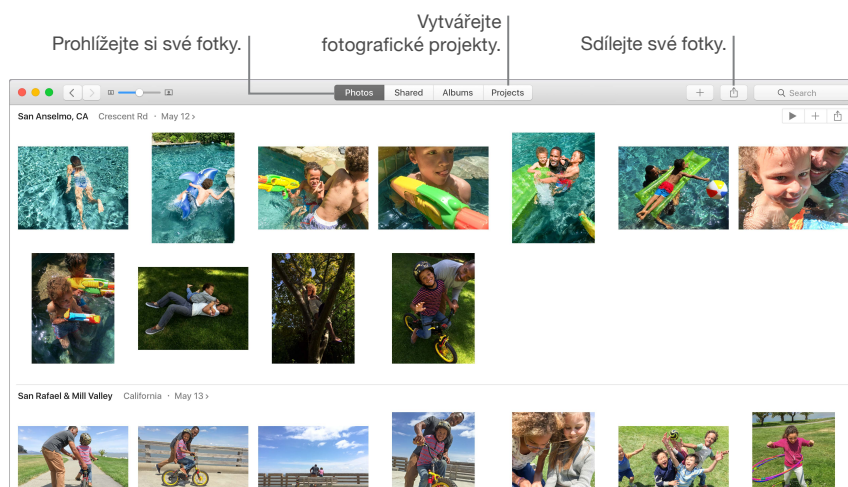 Vytvářejte
Prohlížejte si své fotky.
fotografické projekty.
Sdílejte své fotky.
Photos Shared Albums Projects
Search
San Anselmo, CA Crescent Rd · May 12 >
San Rafael & Mill Valley California · May 13 >